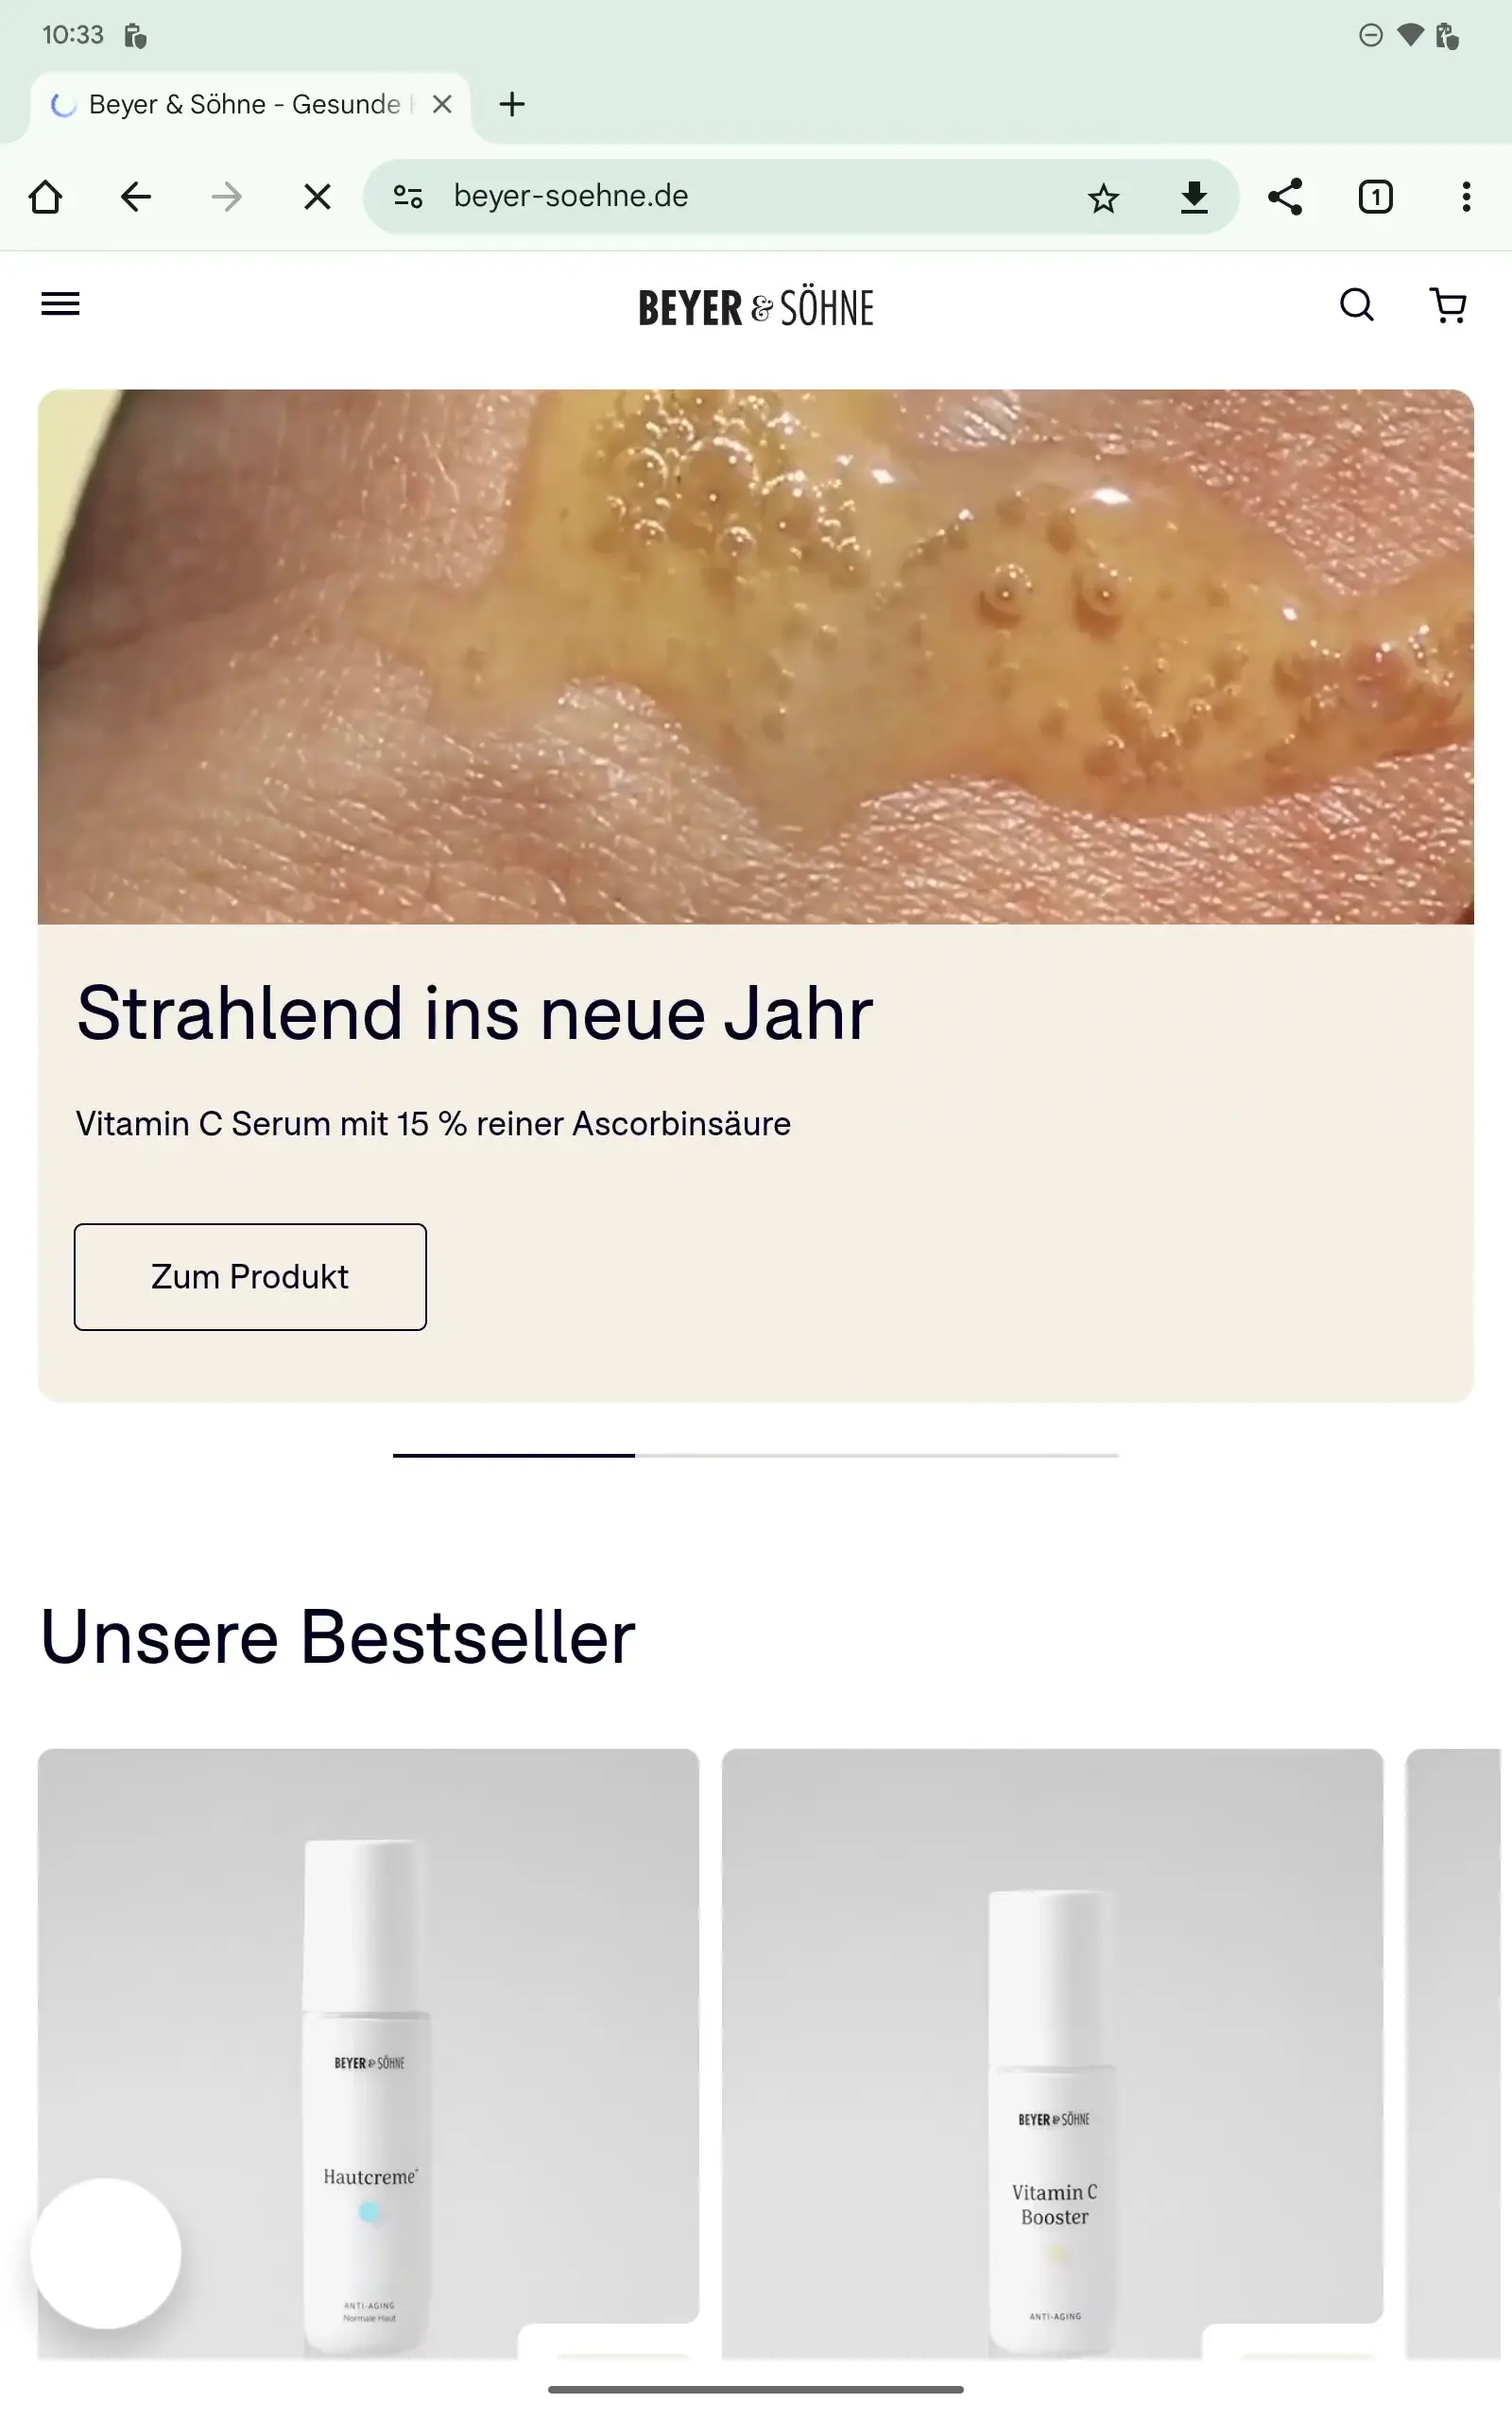 10:33
Beyer & Söhne - Gesunde
beyer-soehne.de
1
BEYER & SÖHNE
Strahlend ins neue Jahr
Vitamin C Serum mit 15 % reiner Ascorbinsäure
Zum Produkt
Unsere Bestseller
BEYER & SÖHNE
Hautcreme+
ANTI-AGING
Normale Haut
BEYER & SÖHNE
Vitamin C
Booster
ANTI-AGING